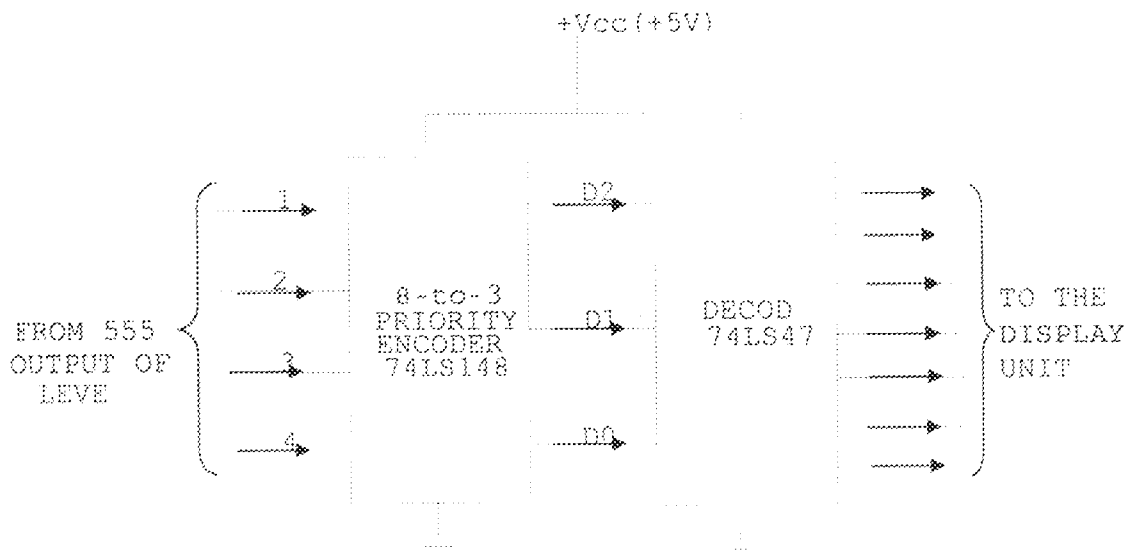 +Vcc(+5V)
1
2
3
4
FROM 555
OUTPUT OF
LEVE
8-to-3
PRIORITY
ENCODER
74LS148
D2
D1
D0
DECOD
74LS47
TO THE
DISPLAY
UNIT